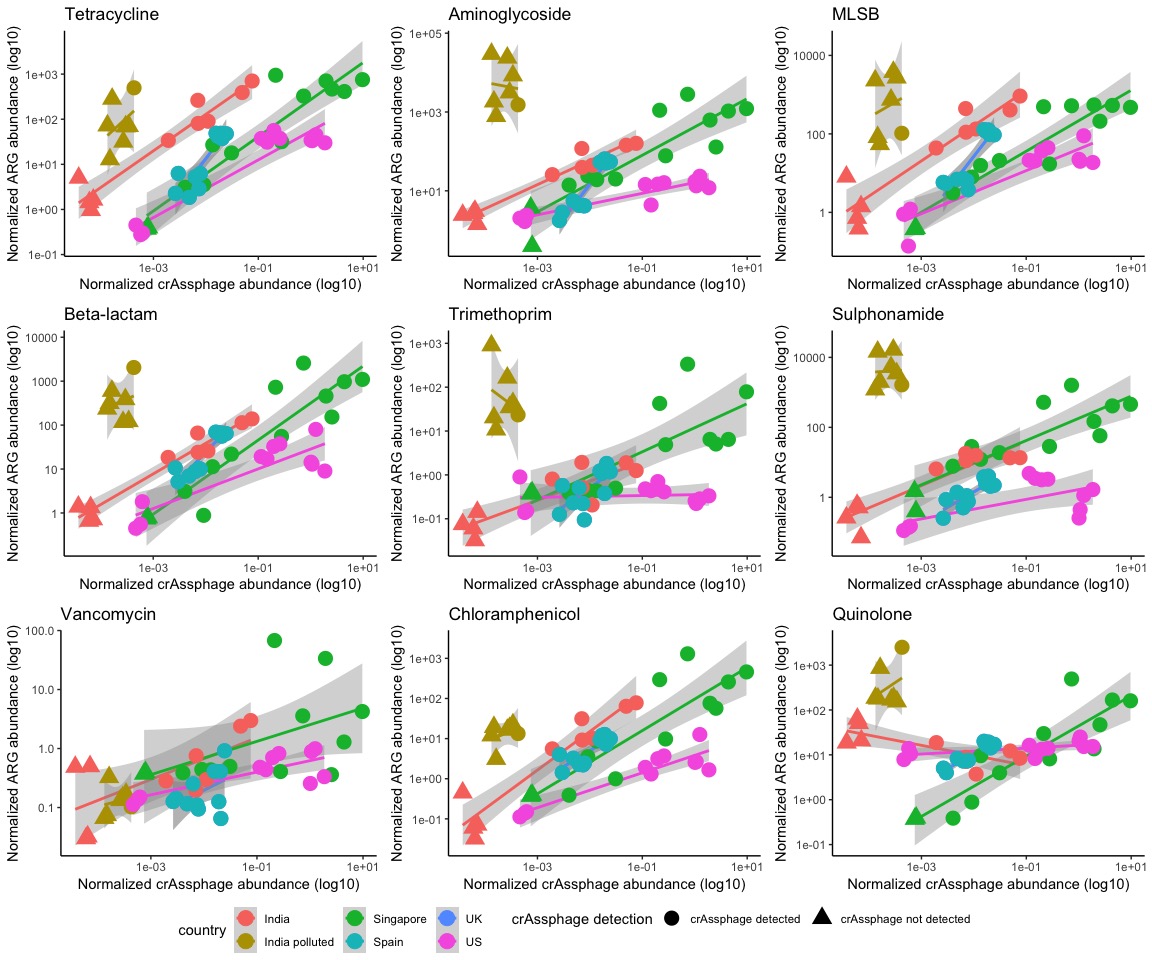 Tetracycline
Normalized ARG abundance (log10)
1e+03
1e+02
1e+01
1e+00
1e-01
1e-03
1e-01
1e+01
Normalized crAssphage abundance (log10)
Aminoglycoside
Normalized ARG abundance (log10)
1e+05
1e+03
1e+01
1e-03
1e-01
1e+01
Normalized crAssphage abundance (log10)
MLSB
Normalized ARG abundance (log10)
10000
100
1
1e-03
1e-01
1e+01
Normalized crAssphage abundance (log10)
Beta-lactam
Normalized ARG abundance (log10)
10000
1000
100
10
1
1e-03
1e-01
1e+01
Normalized crAssphage abundance (log10)
Trimethoprim
Normalized ARG abundance (log10)
1e+03
1e+02
1e+01
1e+00
1e-01
1e-03
1e-01
1e+01
Normalized crAssphage abundance (log10)
Sulphonamide
Normalized ARG abundance (log10)
10000
100
1
1e-03
1e-01
1e+01
Normalized crAssphage abundance (log10)
Vancomycin
Normalized ARG abundance (log10)
100.0
10.0
1.0
0.1
1e-03
1e-01
1e+01
Normalized crAssphage abundance (log10)
Chloramphenicol
Normalized ARG abundance (log10)
1e+03
1e+02
1e+01
1e+00
1e-01
1e-03
1e-01
1e+01
Normalized crAssphage abundance (log10)
Quinolone
Normalized ARG abundance (log10)
1e+03
1e+02
1e+01
1e+00
1e-01
1e-03
1e-01
1e+01
Normalized crAssphage abundance (log10)
country
India
India polluted
Singapore
Spain
UK
US
crAssphage detection
crAssphage detected
crAssphage not detected